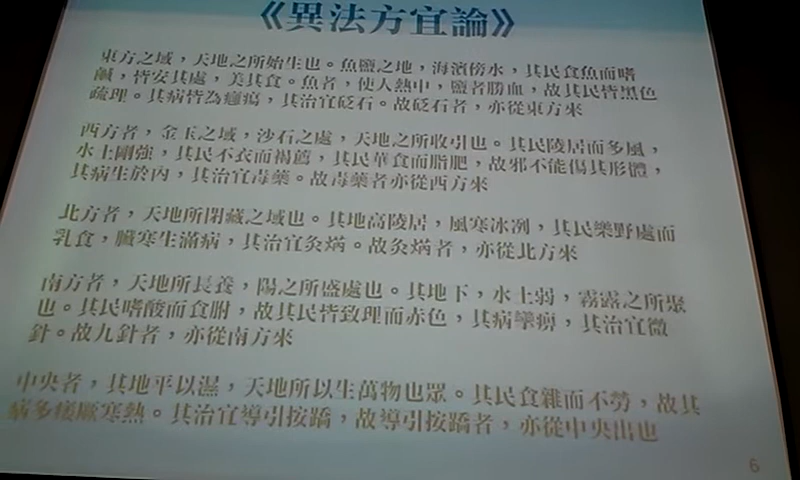 《異法方宜論》
東方之域，天地之所始生也。魚鹽之地，海濱傍水，其民食魚而嗜
鹹，皆安其處，美其食。魚者，使人熱中，鹽者勝血，故其民皆黑色
疏理。其病皆為癰瘍，其治宜砭石。故砭石者，亦從東方來
西方者，金玉之域，沙石之處，天地之所收引也。其民陵居而多風，
水土剛強，其民不衣而褐薦，其民華食而脂肥，故邪不能傷其形體，
其病生於內，其治宜毒藥。故毒藥者亦從西方來
北方者，天地所閉藏之域也。其地高陵居，風寒冰冽，其民樂野處而
乳食，臟寒生滿病，其治宜灸焫。故灸焫者，亦從北方來
南方者，天地所長養，陽之所盛處也。其地下，水土弱，霧露之所聚
也。其民嗜酸而食胕，故其民皆致理而赤色，其病攣痹，其治宜微
針。故九針者，亦從南方來
中央者，其地平以濕，天地所以生萬物也眾。其民食雜而不勞，故其
病多痿厥寒熱。其治宜導引按蹻，故導引按蹻者，亦從中央出也
6